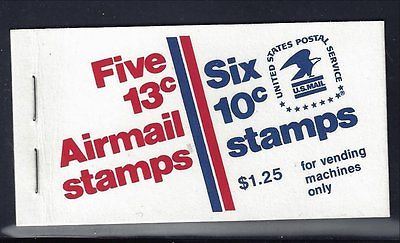 Five
13c
Airmail
stamps
Six
10c
stamps
$1.25
for vending
machines
only
UNITED STATES POSTAL SERVICE
U.S.MAIL